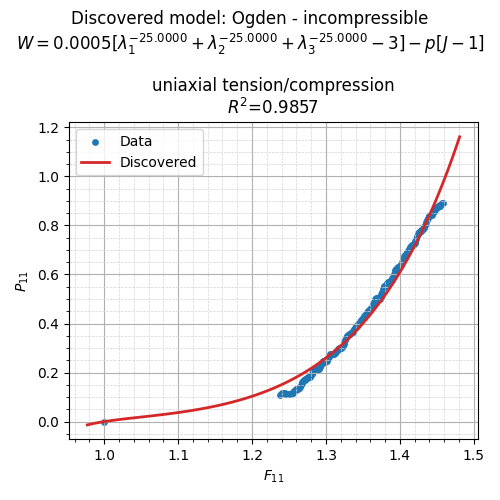 Discovered model: Ogden - incompressible
W = 0.0005[λ₁^{-25.0000} + λ₂^{-25.0000} + λ₃^{-25.0000} − 3] − p[J − 1]
uniaxial tension/compression
R²=0.9857
Data
Discovered
P₁₁
1.2
1.0
0.8
0.6
0.4
0.2
0.0
1.0 1.1 1.2 1.3 1.4 1.5
F₁₁